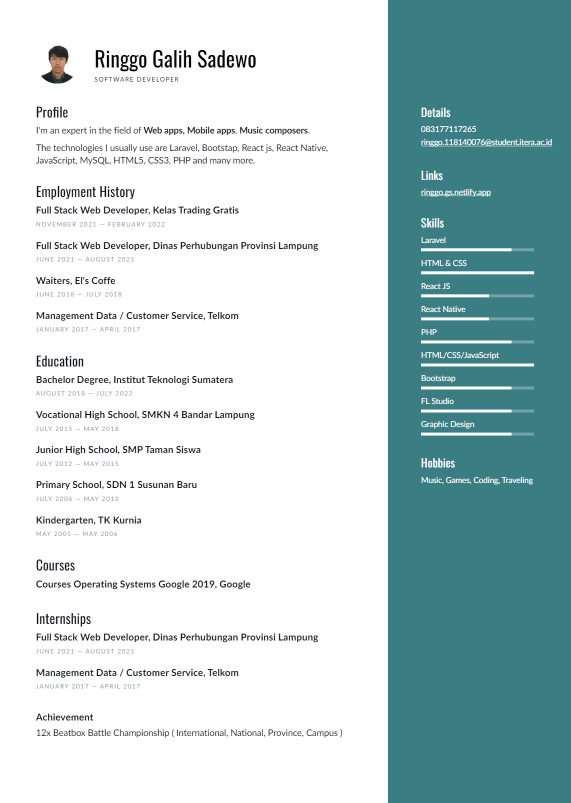 Ringgo Galih Sadewo
SOFTWARE DEVELOPER
Profile
I'm an expert in the field of Web apps, Mobile apps, Music composers.
The technologies I usually use are Laravel, Bootstap, React js, React Native,
JavaScript, MySQL, HTML5, CSS3, PHP and many more.
Employment History
Full Stack Web Developer, Kelas Trading Gratis
NOVEMBER 2021 — FEBRUARY 2022
Full Stack Web Developer, Dinas Perhubungan Provinsi Lampung
JUNE 2021 — AUGUST 2021
Waiters, El's Coffe
JUNE 2018 — JULY 2018
Management Data / Customer Service, Telkom
JANUARY 2017 — APRIL 2017
Education
Bachelor Degree, Institut Teknologi Sumatera
AUGUST 2018 — JULY 2022
Vocational High School, SMKN 4 Bandar Lampung
JULY 2015 — MAY 2018
Junior High School, SMP Taman Siswa
JULY 2012 — MAY 2015
Primary School, SDN 1 Susunan Baru
JULY 2006 — MAY 2012
Kindergarten, TK Kurnia
MAY 2005 — MAY 2006
Courses
Courses Operating Systems Google 2019, Google
Internships
Full Stack Web Developer, Dinas Perhubungan Provinsi Lampung
JUNE 2021 — AUGUST 2021
Management Data / Customer Service, Telkom
JANUARY 2017 — APRIL 2017
Achievement
12x Beatbox Battle Championship ( International, National, Province, Campus )
Details
083177117265
ringgo.118140076@student.itera.ac.id
Links
ringgo.gs.netlify.app
Skills
Laravel
HTML & CSS
React JS
React Native
PHP
HTML/CSS/JavaScript
Bootstrap
FL Studio
Graphic Design
Hobbies
Music, Games, Coding, Traveling